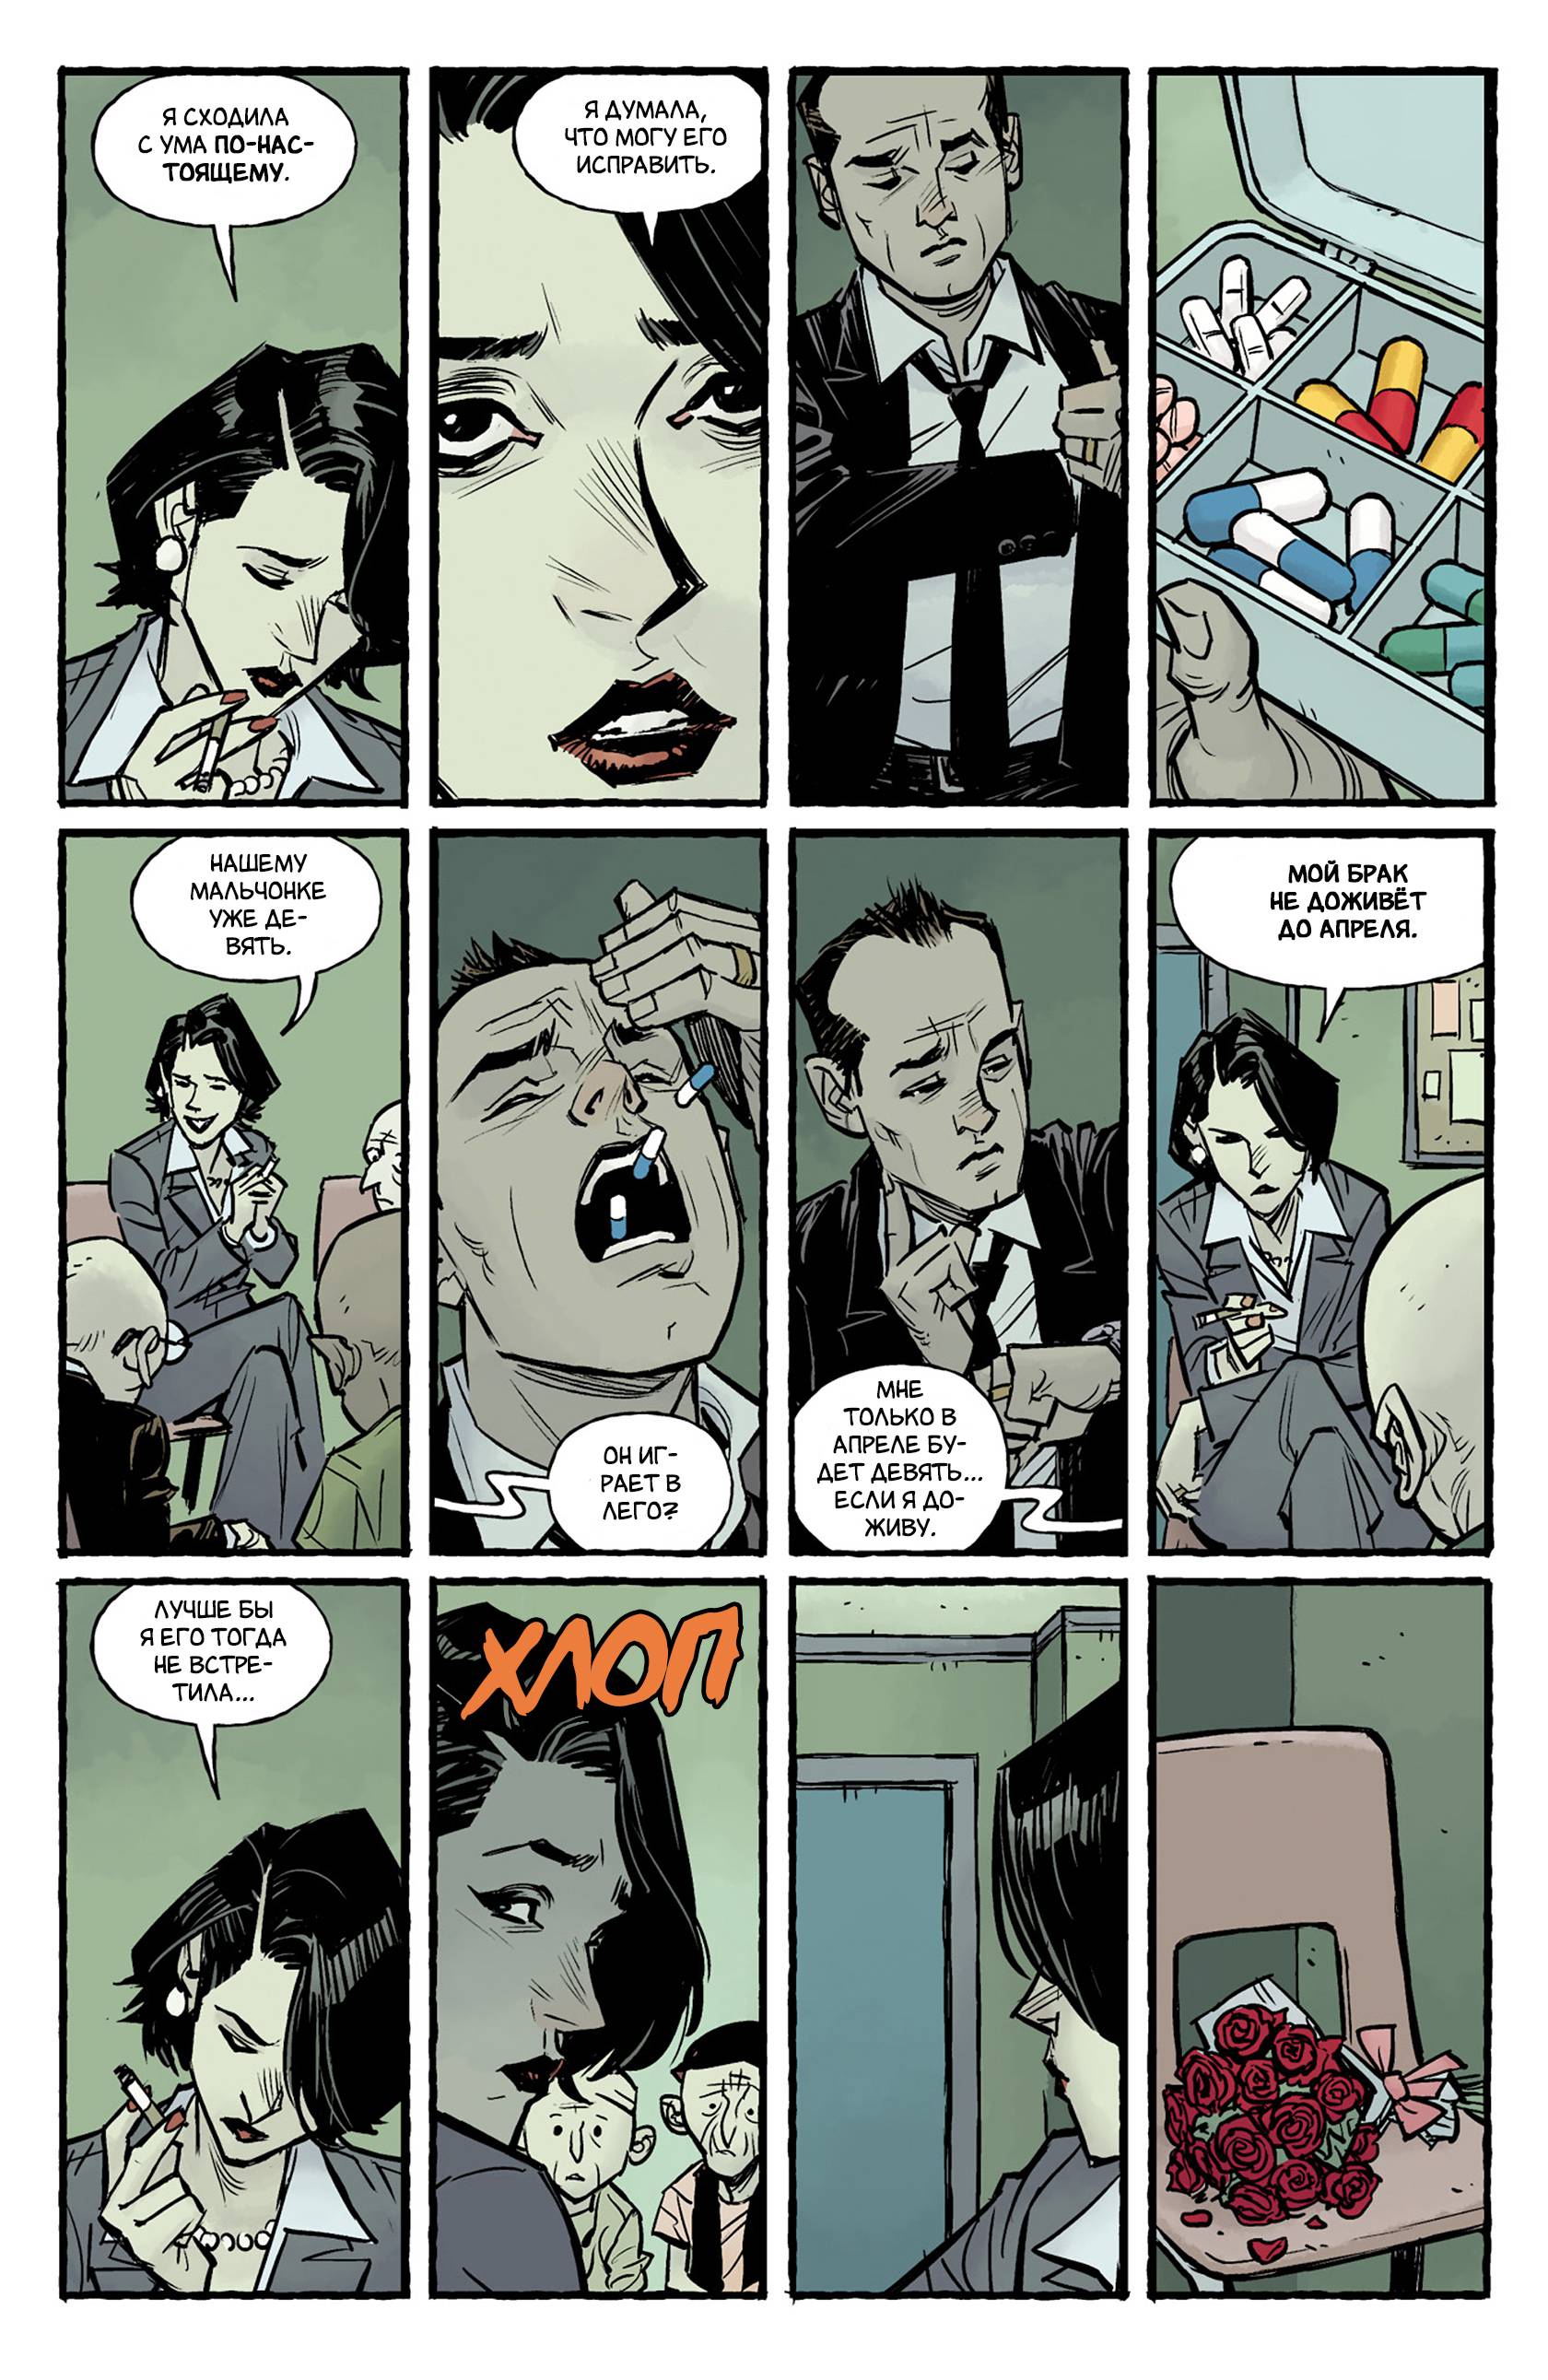 Я СХОДИЛА
С УМА ПО-НАС-
ТОЯЩЕМУ.
Я ДУМАЛА,
ЧТО МОГУ ЕГО
ИСПРАВИТЬ.
НАШЕМУ
МАЛЬЧОНКЕ
УЖЕ ДЕ-
ВЯТЬ.
ОН ИГ-
РАЕТ В
ЛЕГО?
МНЕ
ТОЛЬКО В
АПРЕЛЕ БУ-
ДЕТ ДЕВЯТЬ...
ЕСЛИ Я ДО-
ЖИВУ.
МОЙ БРАК
НЕ ДОЖИВЁТ
ДО АПРЕЛЯ.
ЛУЧШЕ БЫ
Я ЕГО ТОГДА
НЕ ВСТРЕ-
ТИЛА...
ХЛОП